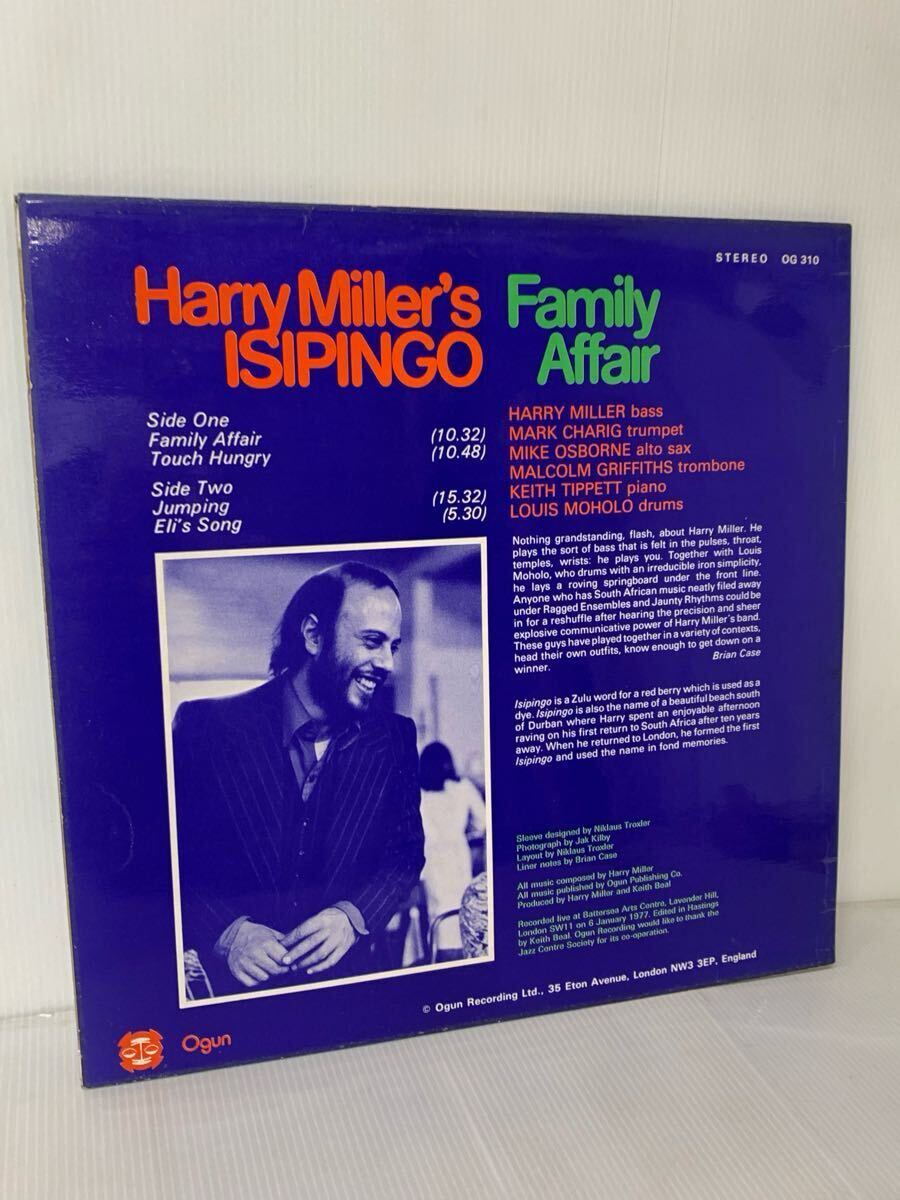 STEREO OG 310
Harry Miller's
ISIPINGO
Family
Affair
Side One
Family Affair (10.32)
Touch Hungry (10.48)
Side Two
Jumping (15.32)
Eli's Song (5.30)
HARRY MILLER bass
MARK CHARIG trumpet
MIKE OSBORNE alto sax
MALCOLM GRIFFITHS trombone
KEITH TIPPETT piano
LOUIS MOHOLO drums
Nothing grandstanding, flash, about Harry Miller. He
plays the sort of bass that is felt in the pulses, throat,
temples, wrists: he plays you. Together with Louis
Moholo, who drums with an irreducible iron simplicity,
he lays a roving springboard under the front line.
Anyone who has South African music neatly filed away
under Ragged Ensembles and Jaunty Rhythms could be
in for a reshuffle after hearing the precision and sheer
explosive communicative power of Harry Miller's band.
These guys have played together in a variety of contexts,
head their own outfits, know enough to get down on a
winner.
Brian Case
Isipingo is a Zulu word for a red berry which is used as a
dye. Isipingo is also the name of a beautiful beach south
of Durban where Harry spent an enjoyable afternoon
raving on his first return to South Africa after ten years
away. When he returned to London, he formed the first
Isipingo and used the name in fond memories.
Sleeve designed by Niklaus Troxler
Photograph by Jak Kilby
Layout by Niklaus Troxler
Liner notes by Brian Case
All music composed by Harry Miller
All music published by Ogun Publishing Co.
Produced by Harry Miller and Keith Beal
Recorded live at Battersea Arts Centre, Lavender Hill,
London SW11 on 6 January 1977. Edited in Hastings
by Keith Beal. Ogun Recording would like to thank the
Jazz Centre Society for its co-operation.
© Ogun Recording Ltd., 35 Eton Avenue, London NW3 3EP, England
Ogun